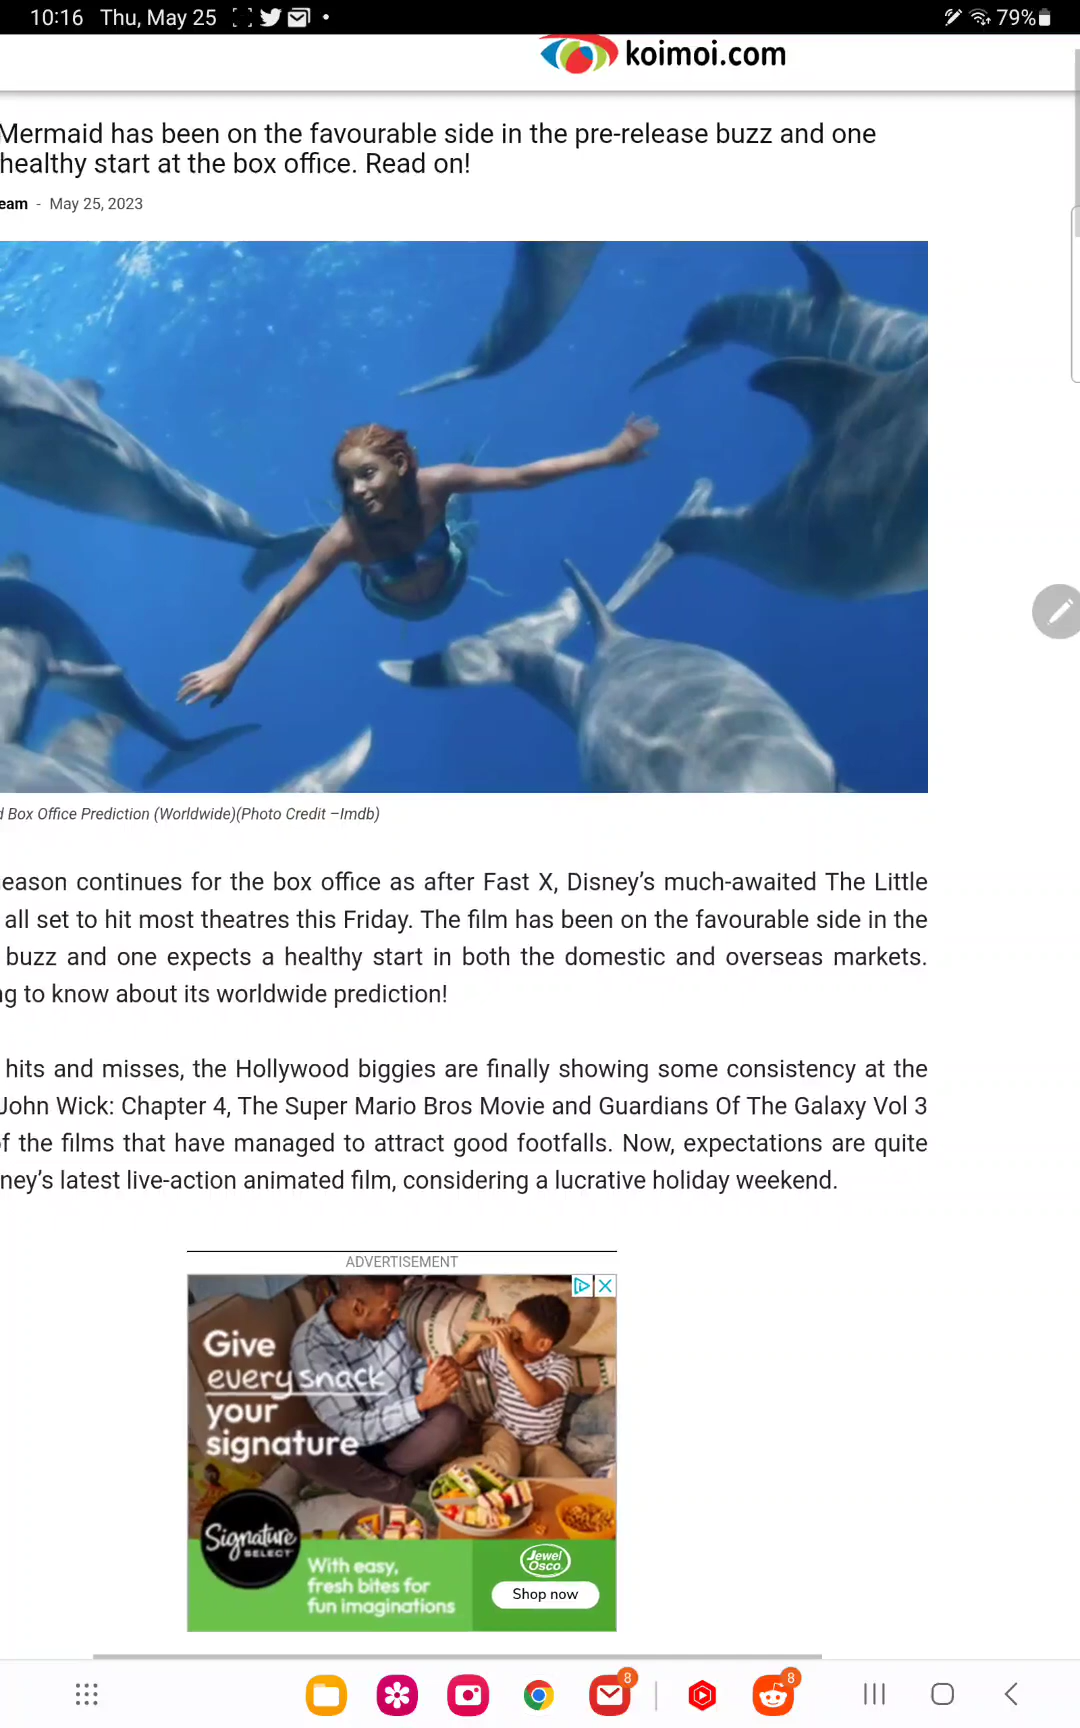 10:16 Thu, May 25
79%
koimoi.com
Mermaid has been on the favourable side in the pre-release buzz and one
healthy start at the box office. Read on!
eam - May 25, 2023
d Box Office Prediction (Worldwide)(Photo Credit –Imdb)
eason continues for the box office as after Fast X, Disney’s much-awaited The Little
all set to hit most theatres this Friday. The film has been on the favourable side in the
buzz and one expects a healthy start in both the domestic and overseas markets.
ng to know about its worldwide prediction!
hits and misses, the Hollywood biggies are finally showing some consistency at the
John Wick: Chapter 4, The Super Mario Bros Movie and Guardians Of The Galaxy Vol 3
of the films that have managed to attract good footfalls. Now, expectations are quite
ney’s latest live-action animated film, considering a lucrative holiday weekend.
ADVERTISEMENT
Give
every snack
your
signature
Signature
SELECT
With easy,
fresh bites for
fun imaginations
Jewel
Osco
Shop now
8
8